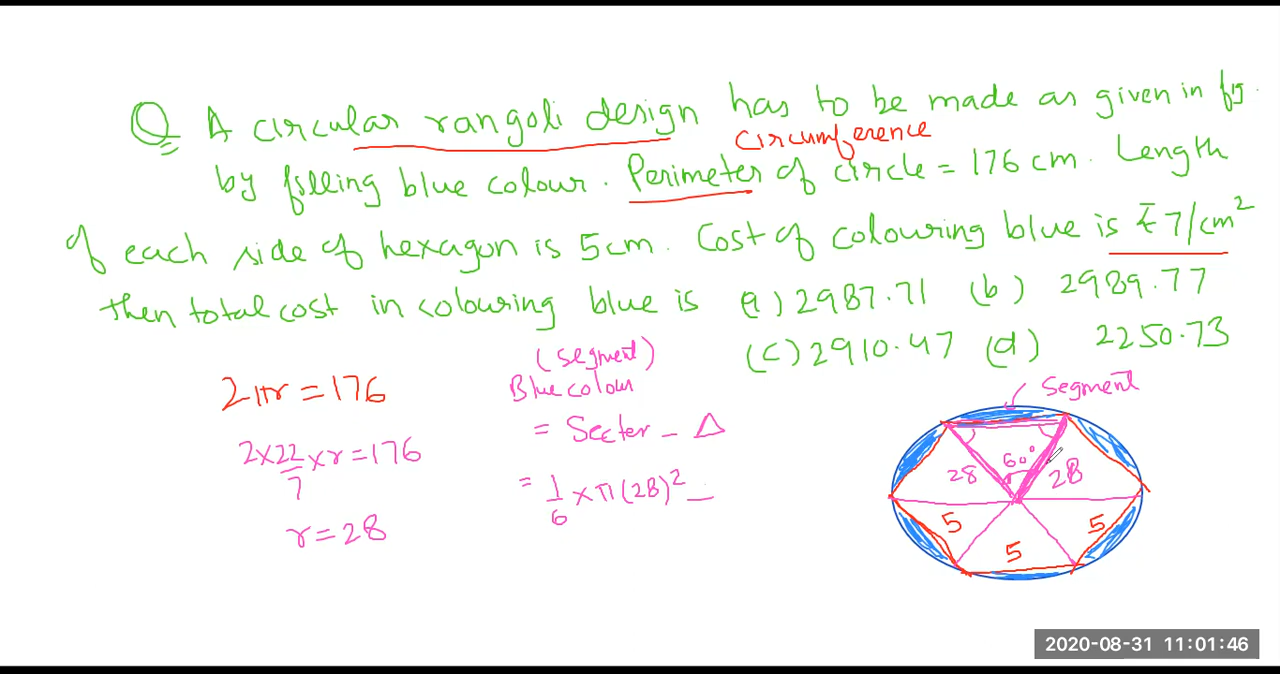 Q A circular rangoli design has to be made as given in fig.
circumference
by filling blue colour. Perimeter of circle = 176 cm. Length
of each side of hexagon is 5cm. Cost of colouring blue is ₹7/cm²
then total cost in colouring blue is (a) 2987.71 (b) 2989.77
(c) 2910.47 (d) 2250.73
2πr = 176
2×22/7×r=176
r=28
(segment)
Blue colour
= Secter - Δ
= 1/6 × π(28)² -
Segment
60°
28 28
5 5
5
2020-08-31 11:01:46